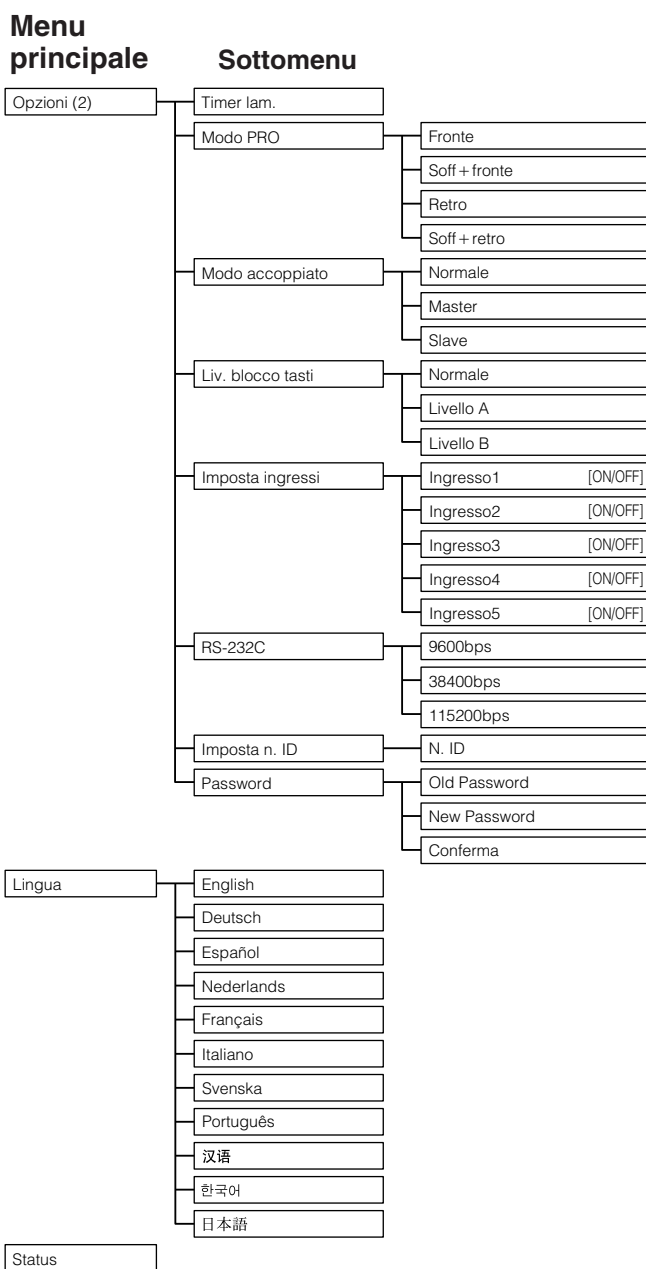 Menu
principale Sottomenu
Opzioni (2) Timer lam.
Modo PRO Fronte
Soff+fronte
Retro
Soff+retro
Modo accoppiato Normale
Master
Slave
Liv. blocco tasti Normale
Livello A
Livello B
Imposta ingressi Ingresso1 [ON/OFF]
Ingresso2 [ON/OFF]
Ingresso3 [ON/OFF]
Ingresso4 [ON/OFF]
Ingresso5 [ON/OFF]
RS-232C 9600bps
38400bps
115200bps
Imposta n. ID N. ID
Password Old Password
New Password
Conferma
Lingua English
Deutsch
Español
Nederlands
Français
Italiano
Svenska
Português
汉语
한국어
日本語
Status